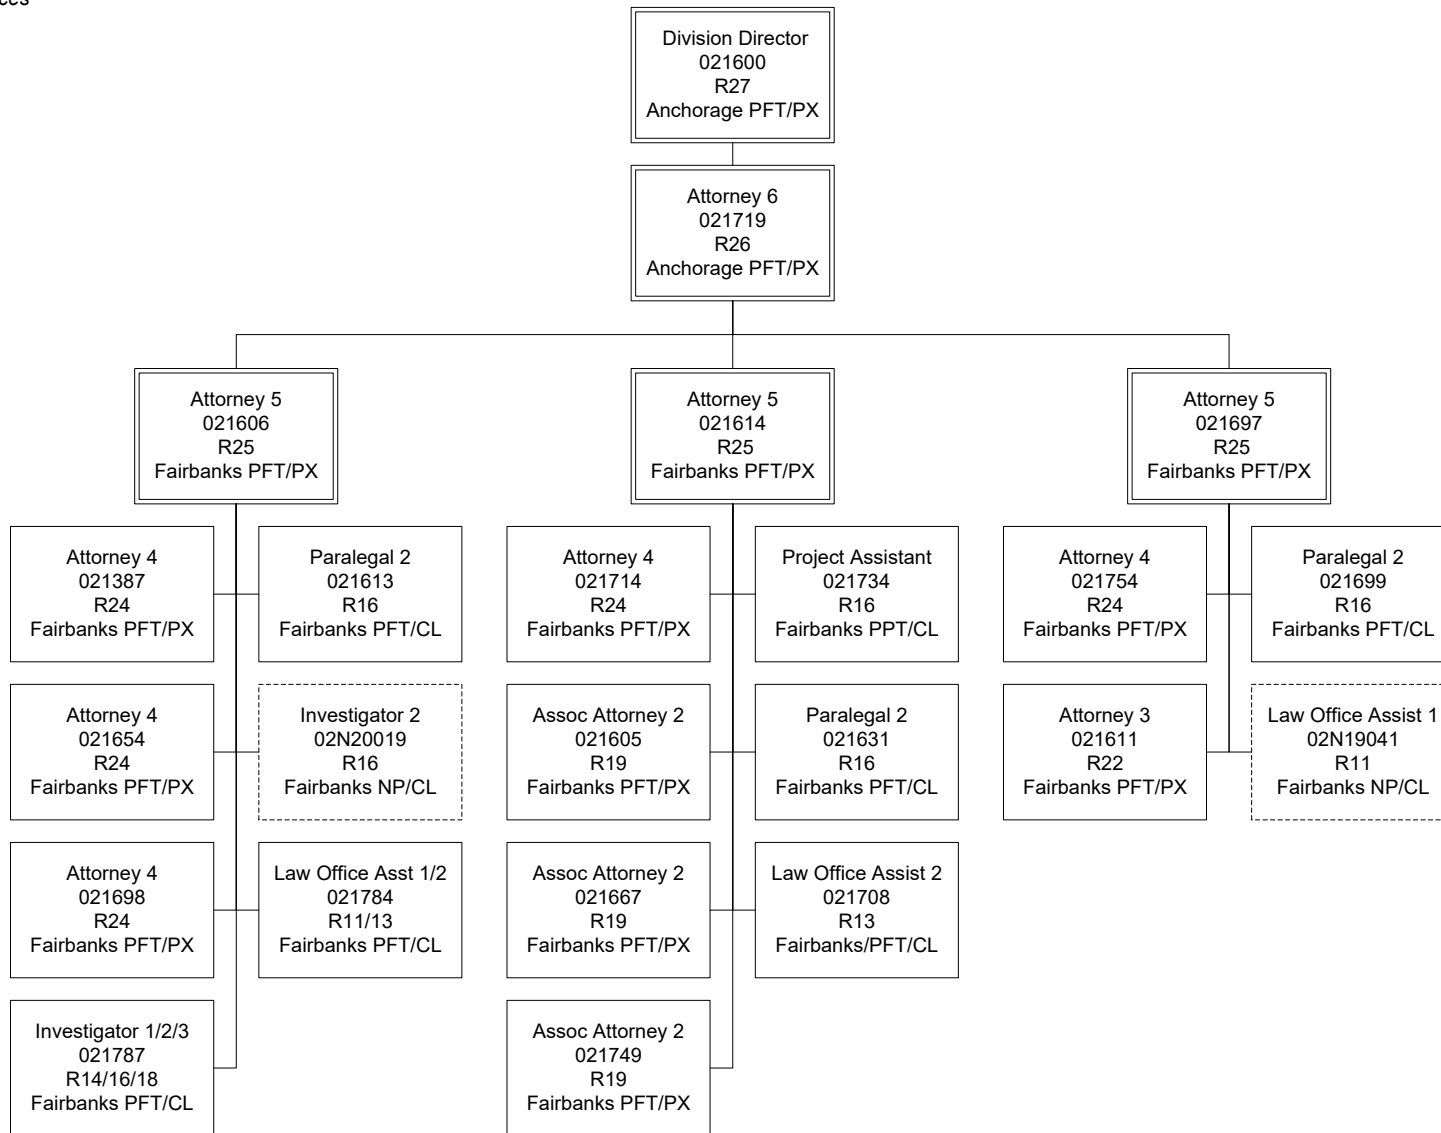 Division Director
021600
R27
Anchorage PFT/PX
Attorney 6
021719
R26
Anchorage PFT/PX
Attorney 5
021606
R25
Fairbanks PFT/PX
Attorney 5
021614
R25
Fairbanks PFT/PX
Attorney 5
021697
R25
Fairbanks PFT/PX
Attorney 4
021387
R24
Fairbanks PFT/PX
Paralegal 2
021613
R16
Fairbanks PFT/CL
Attorney 4
021714
R24
Fairbanks PFT/PX
Project Assistant
021734
R16
Fairbanks PPT/CL
Attorney 4
021754
R24
Fairbanks PFT/PX
Paralegal 2
021699
R16
Fairbanks PFT/CL
Attorney 4
021654
R24
Fairbanks PFT/PX
Investigator 2
02N20019
R16
Fairbanks NP/CL
Assoc Attorney 2
021605
R19
Fairbanks PFT/PX
Paralegal 2
021631
R16
Fairbanks PFT/CL
Attorney 3
021611
R22
Fairbanks PFT/PX
Law Office Assist 1
02N19041
R11
Fairbanks NP/CL
Attorney 4
021698
R24
Fairbanks PFT/PX
Law Office Asst 1/2
021784
R11/13
Fairbanks PFT/CL
Assoc Attorney 2
021667
R19
Fairbanks PFT/PX
Law Office Assist 2
021708
R13
Fairbanks/PFT/CL
Investigator 1/2/3
021787
R14/16/18
Fairbanks PFT/CL
Assoc Attorney 2
021749
R19
Fairbanks PFT/PX